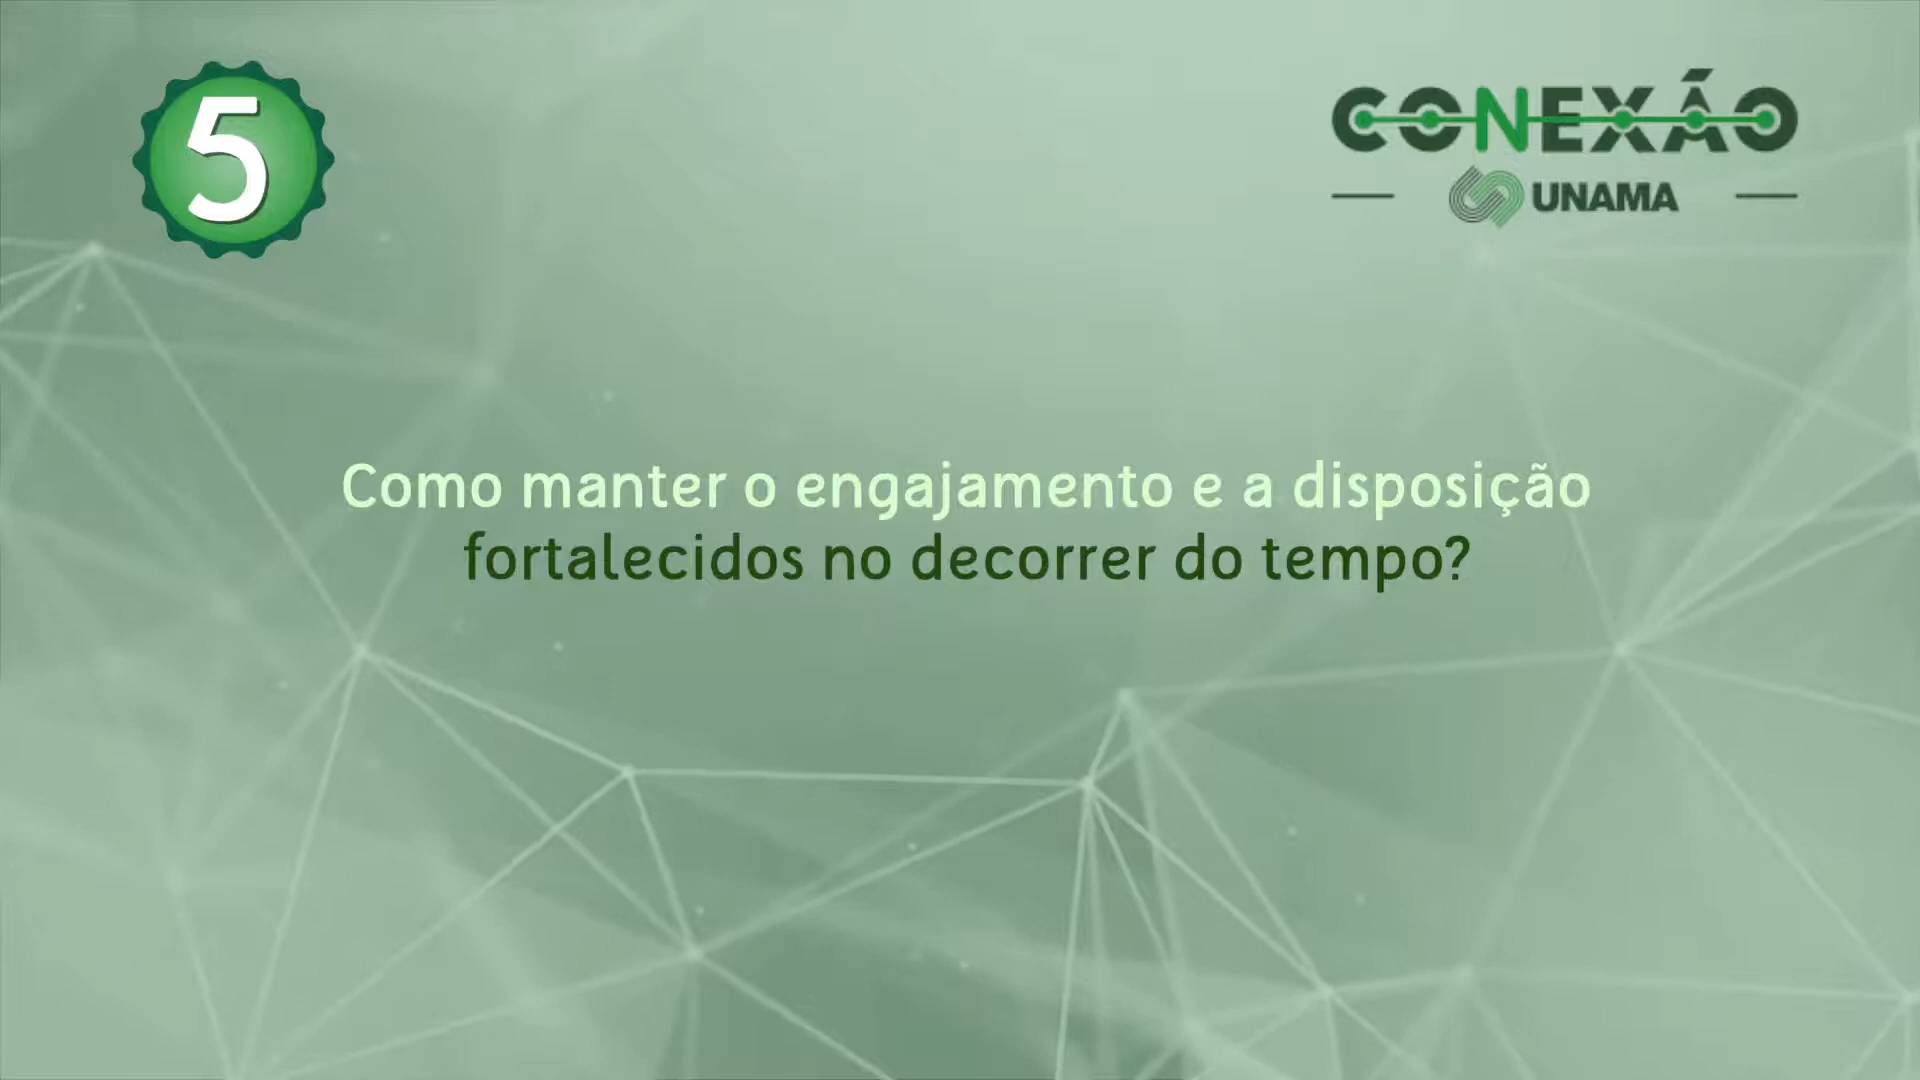 5
CONEXÃO
UNAMA
Como manter o engajamento e a disposição
fortalecidos no decorrer do tempo?